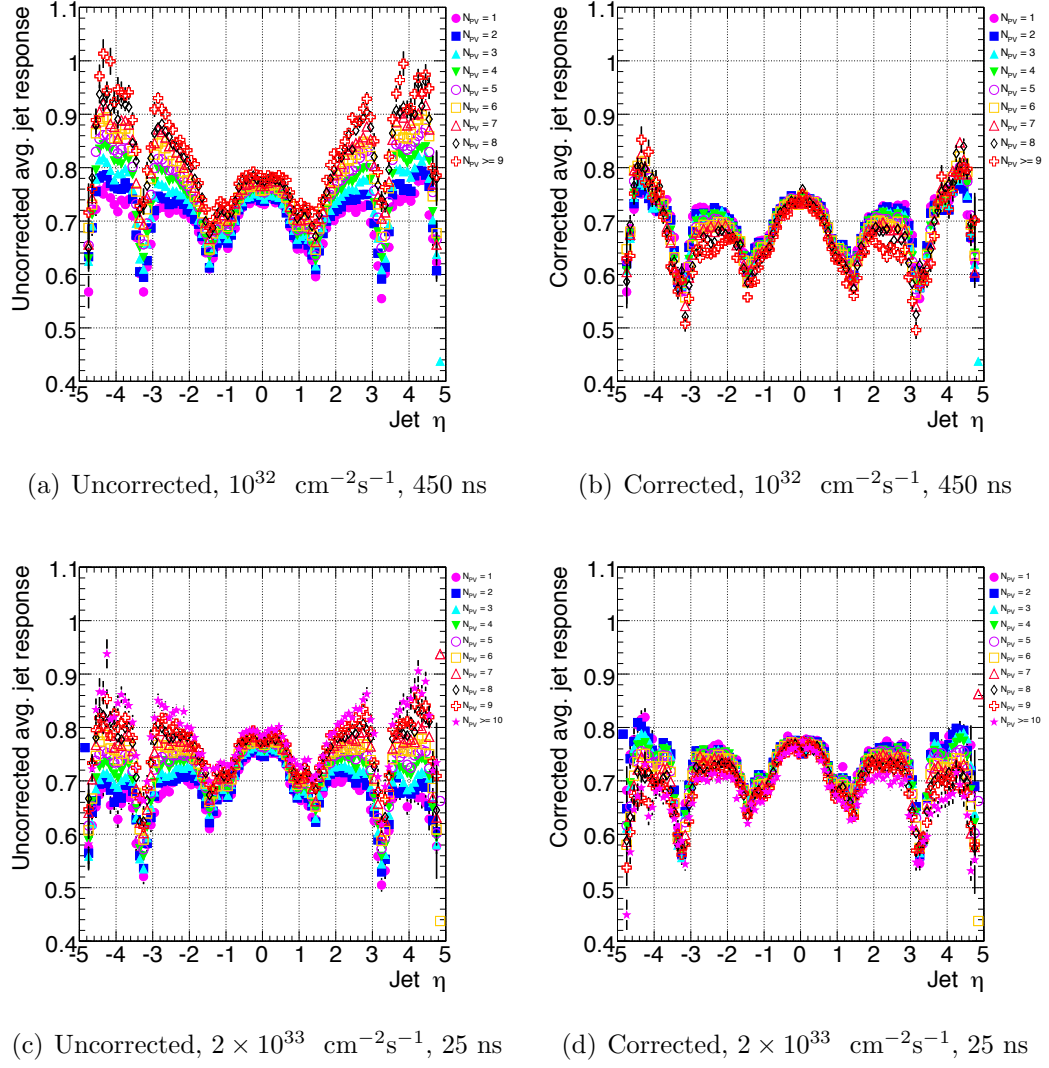 Uncorrected avg. jet response
1.1
1
0.9
0.8
0.7
0.6
0.5
0.4
-5 -4 -3 -2 -1 0 1 2 3 4 5
Jet η
N_PV = 1
N_PV = 2
N_PV = 3
N_PV = 4
N_PV = 5
N_PV = 6
N_PV = 7
N_PV = 8
N_PV >= 9
(a) Uncorrected, 10^32 cm^−2s^−1, 450 ns
Corrected avg. jet response
1.1
1
0.9
0.8
0.7
0.6
0.5
0.4
-5 -4 -3 -2 -1 0 1 2 3 4 5
Jet η
N_PV = 1
N_PV = 2
N_PV = 3
N_PV = 4
N_PV = 5
N_PV = 6
N_PV = 7
N_PV = 8
N_PV >= 9
(b) Corrected, 10^32 cm^−2s^−1, 450 ns
Uncorrected avg. jet response
1.1
1
0.9
0.8
0.7
0.6
0.5
0.4
-5 -4 -3 -2 -1 0 1 2 3 4 5
Jet η
N_PV = 1
N_PV = 2
N_PV = 3
N_PV = 4
N_PV = 5
N_PV = 6
N_PV = 7
N_PV = 8
N_PV = 9
N_PV >= 10
(c) Uncorrected, 2 × 10^33 cm^−2s^−1, 25 ns
Corrected avg. jet response
1.1
1
0.9
0.8
0.7
0.6
0.5
0.4
-5 -4 -3 -2 -1 0 1 2 3 4 5
Jet η
N_PV = 1
N_PV = 2
N_PV = 3
N_PV = 4
N_PV = 5
N_PV = 6
N_PV = 7
N_PV = 8
N_PV = 9
N_PV >= 10
(d) Corrected, 2 × 10^33 cm^−2s^−1, 25 ns